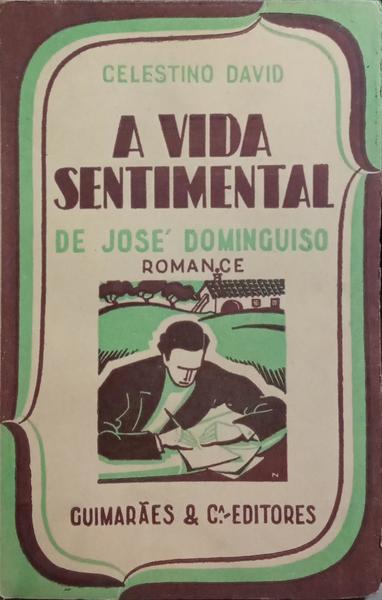 CELESTINO DAVID
A VIDA
SENTIMENTAL
DE JOSÉ DOMINGUISO
ROMANCE
N
GUIMARÃES & C.ᴬ-EDITORES